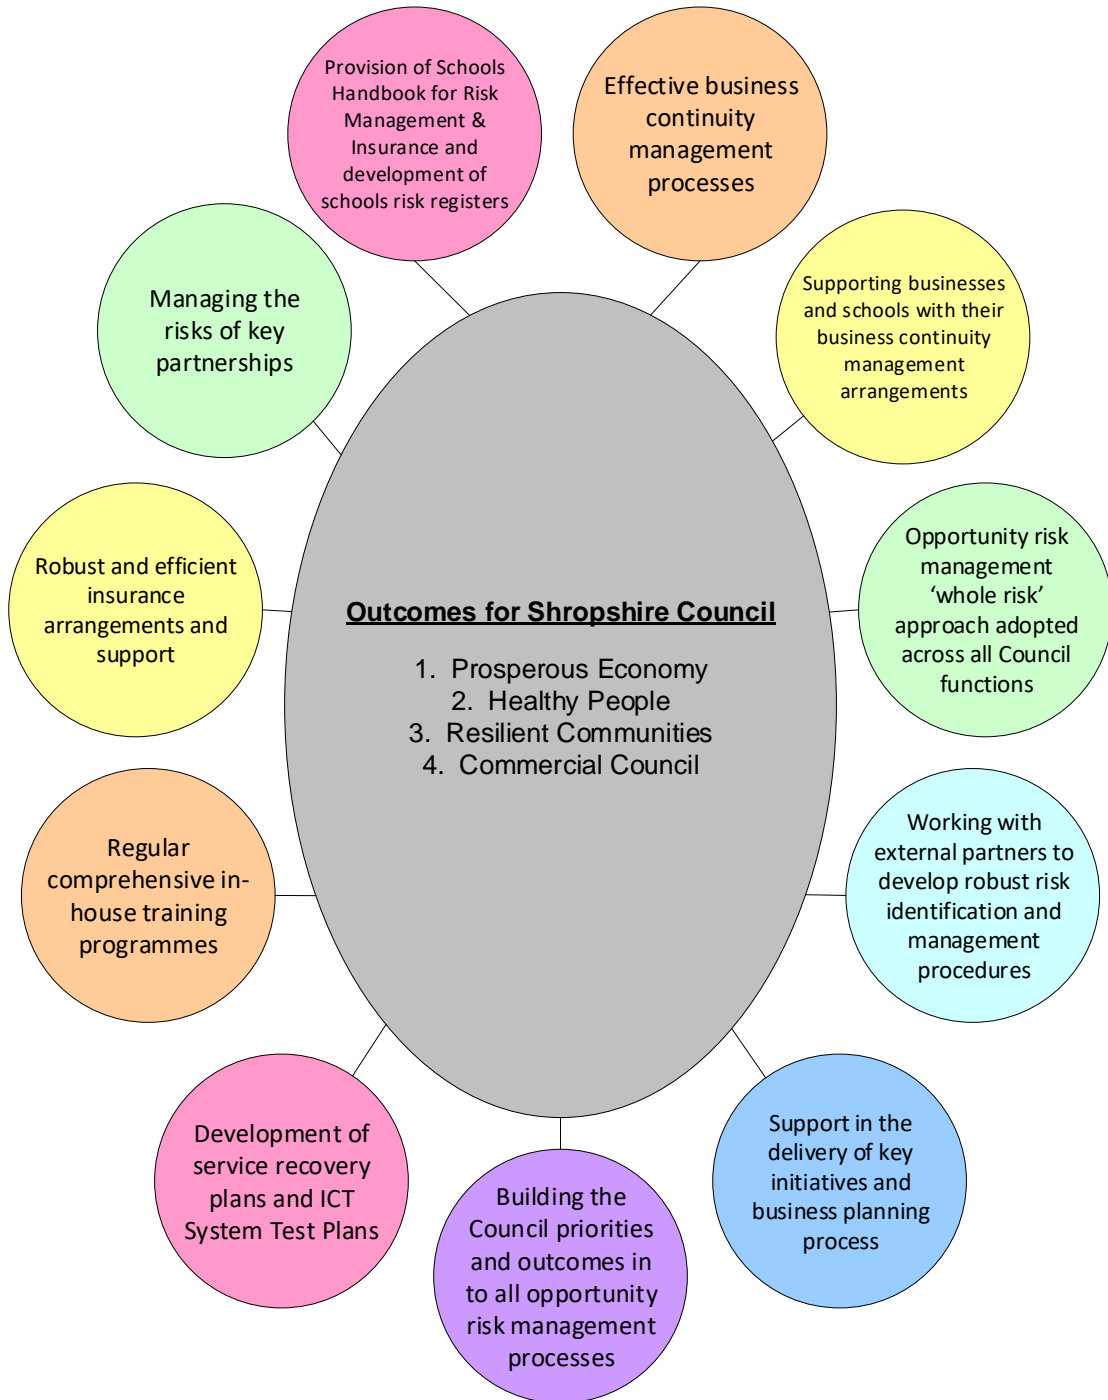 Provision of Schools
Handbook for Risk
Management &
Insurance and
development of
schools risk registers
Effective business
continuity
management
processes
Managing the
risks of key
partnerships
Supporting businesses
and schools with their
business continuity
management
arrangements
Robust and efficient
insurance
arrangements and
support
Outcomes for Shropshire Council
1. Prosperous Economy
2. Healthy People
3. Resilient Communities
4. Commercial Council
Opportunity risk
management
‘whole risk’
approach adopted
across all Council
functions
Regular
comprehensive in-
house training
programmes
Working with
external partners to
develop robust risk
identification and
management
procedures
Development of
service recovery
plans and ICT
System Test Plans
Building the
Council priorities
and outcomes in
to all opportunity
risk management
processes
Support in the
delivery of key
initiatives and
business planning
process